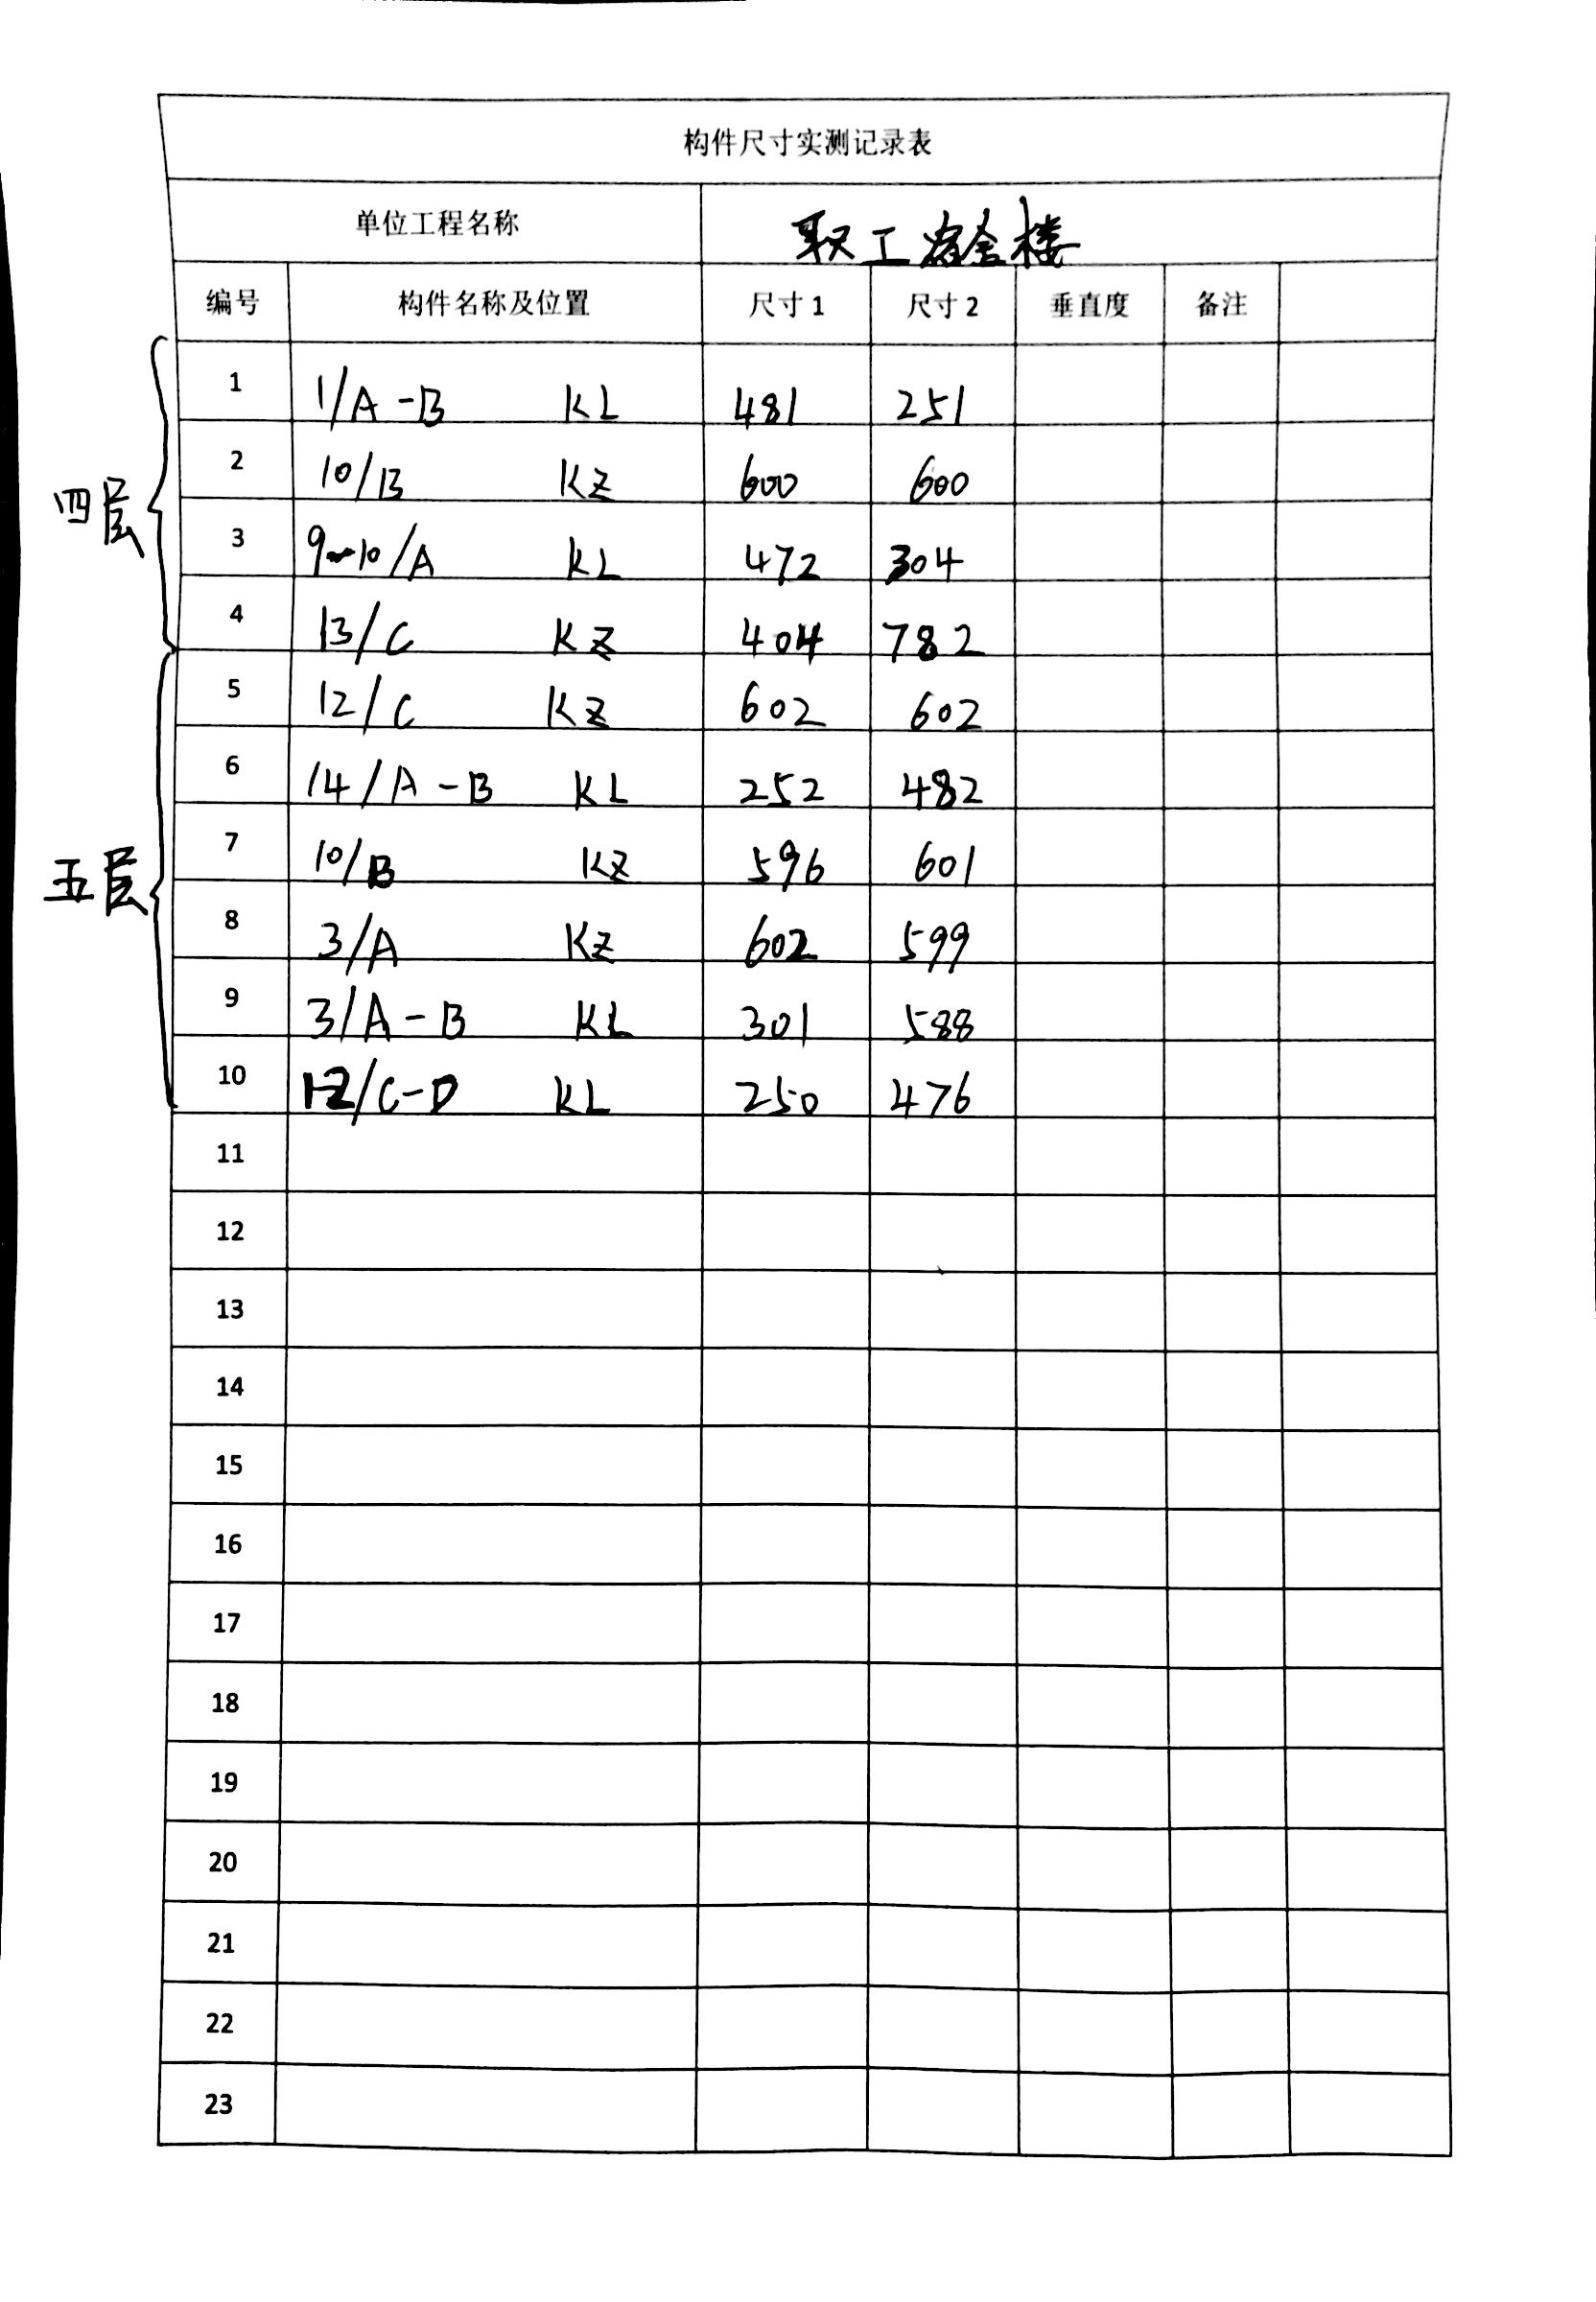 构件尺寸实测记录表
单位工程名称 职工宿舍楼
编号 构件名称及位置 尺寸1 尺寸2 垂直度 备注
四层
1 1/A-B KL 481 251
2 10/B KZ 600 600
3 9-10/A KL 472 304
4 13/C KZ 404 782
五层
5 12/C KZ 602 602
6 14/A-B KL 252 482
7 10/B KZ 596 601
8 3/A KZ 602 599
9 3/A-B KL 301 588
10 12/C-D KL 250 476
11
12
13
14
15
16
17
18
19
20
21
22
23